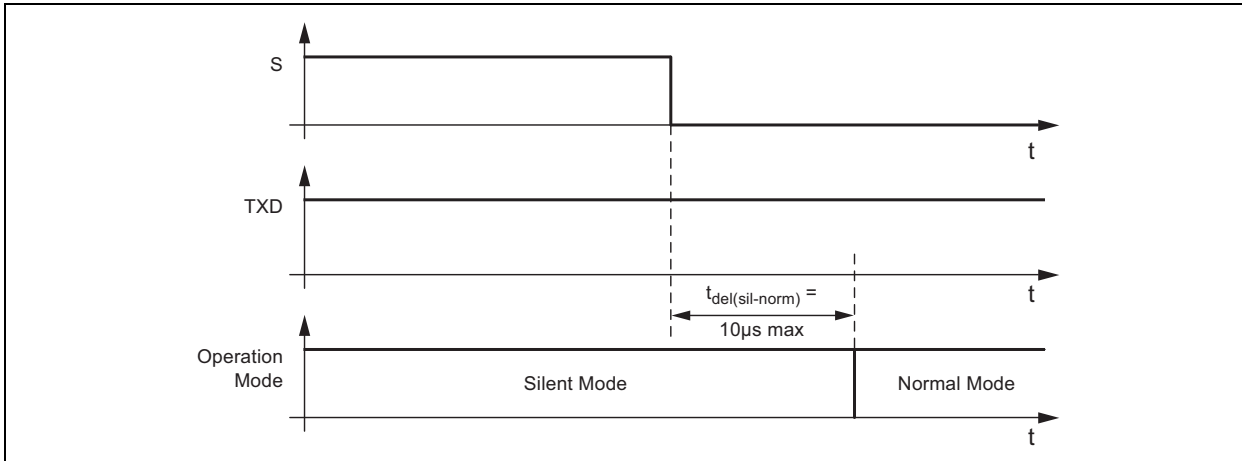 S
t
TXD
t
tdel(sil-norm) =
10µs max
Operation
Mode
Silent Mode
Normal Mode
t